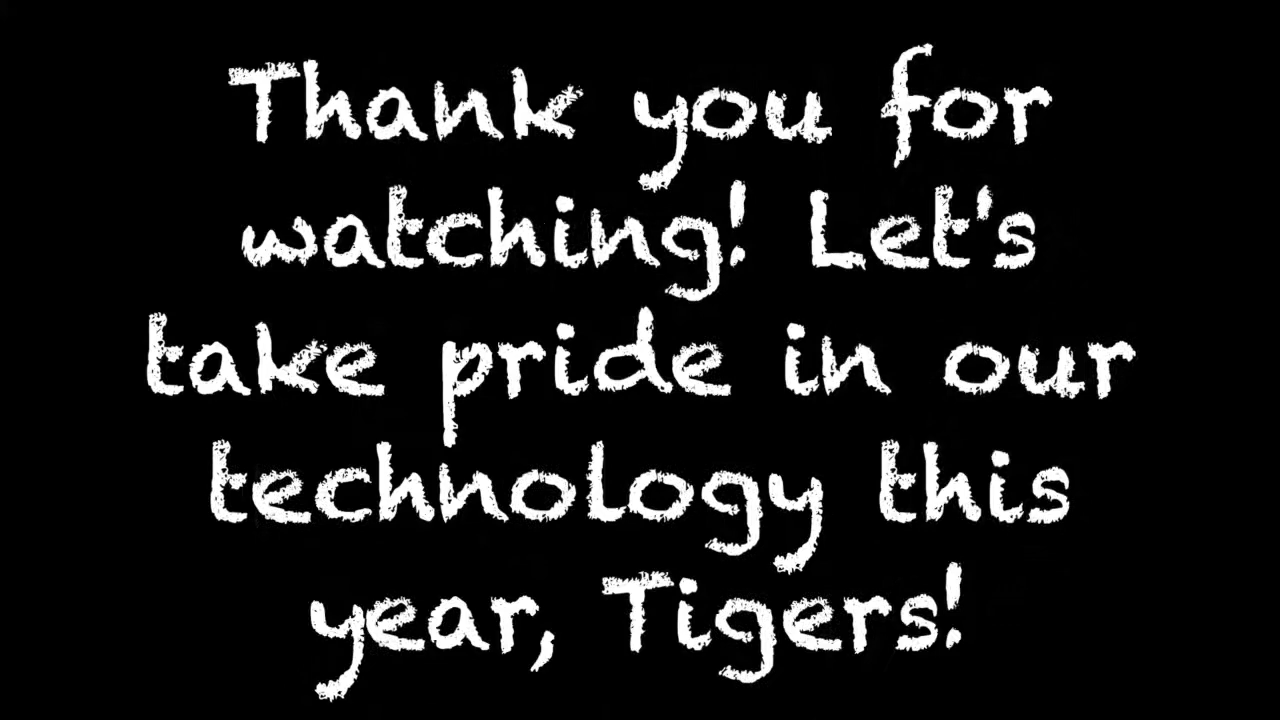 Thank you for
watching! Let's
take pride in our
technology this
year, Tigers!